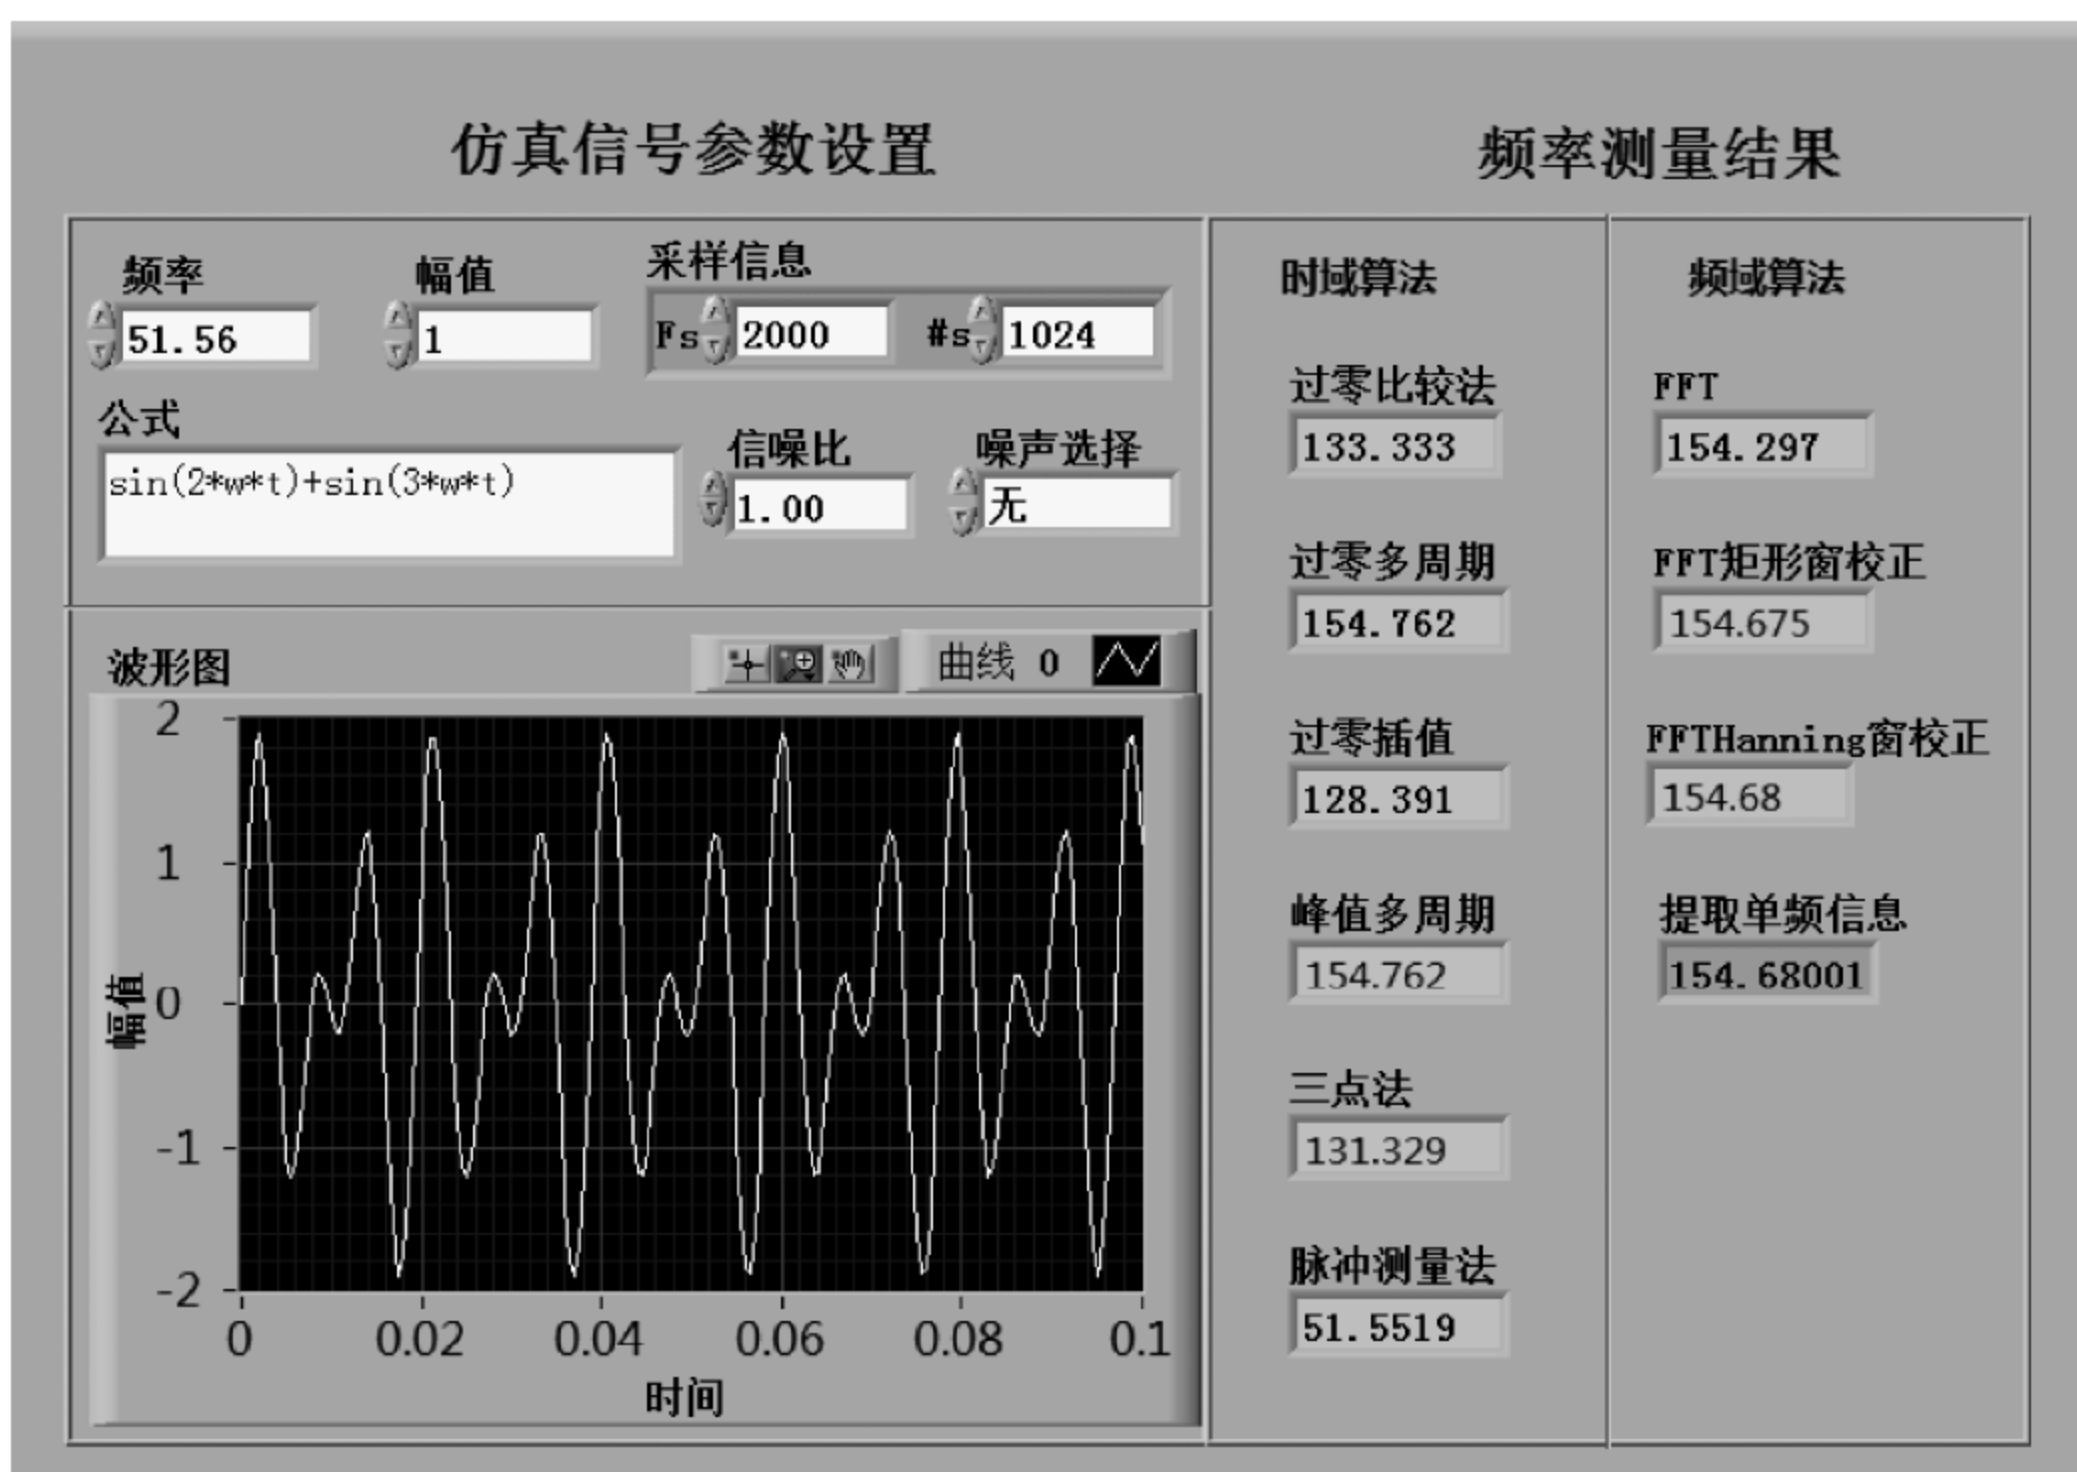 仿真信号参数设置
频率测量结果
频率
幅值
采样信息
51.56
1
Fs 2000
#s 1024
公式
sin(2*w*t)+sin(3*w*t)
信噪比
1.00
噪声选择
无
波形图
曲线 0
幅值
2
1
0
-1
-2
0
0.02
0.04
0.06
0.08
0.1
时间
时域算法
过零比较法
133.333
过零多周期
154.762
过零插值
128.391
峰值多周期
154.762
三点法
131.329
脉冲测量法
51.5519
频域算法
FFT
154.297
FFT矩形窗校正
154.675
FFTHanning窗校正
154.68
提取单频信息
154.68001